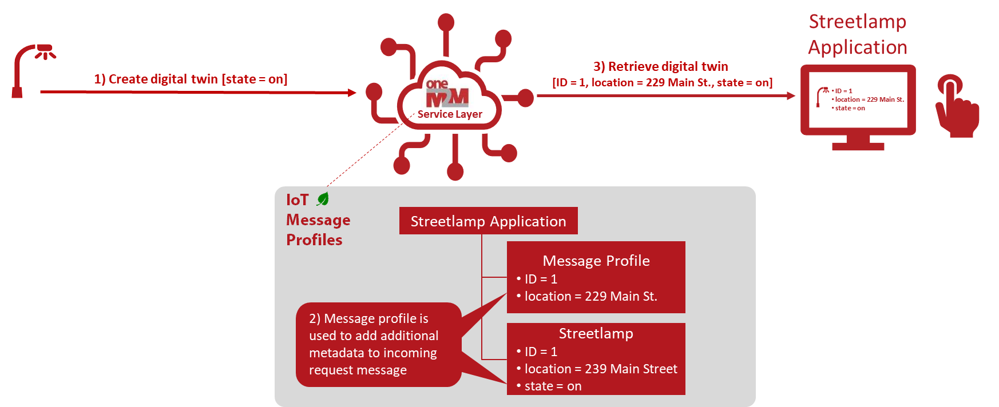 Streetlamp
Application
1) Create digital twin [state = on]
3) Retrieve digital twin
[ID = 1, location = 229 Main St., state = on]
one
M2M
Service Layer
• ID = 1
• location = 229 Main St.
• state = on
IoT
Message
Profiles
Streetlamp Application
Message Profile
• ID = 1
• location = 229 Main St.
2) Message profile is
used to add additional
metadata to incoming
request message
Streetlamp
• ID = 1
• location = 239 Main Street
• state = on